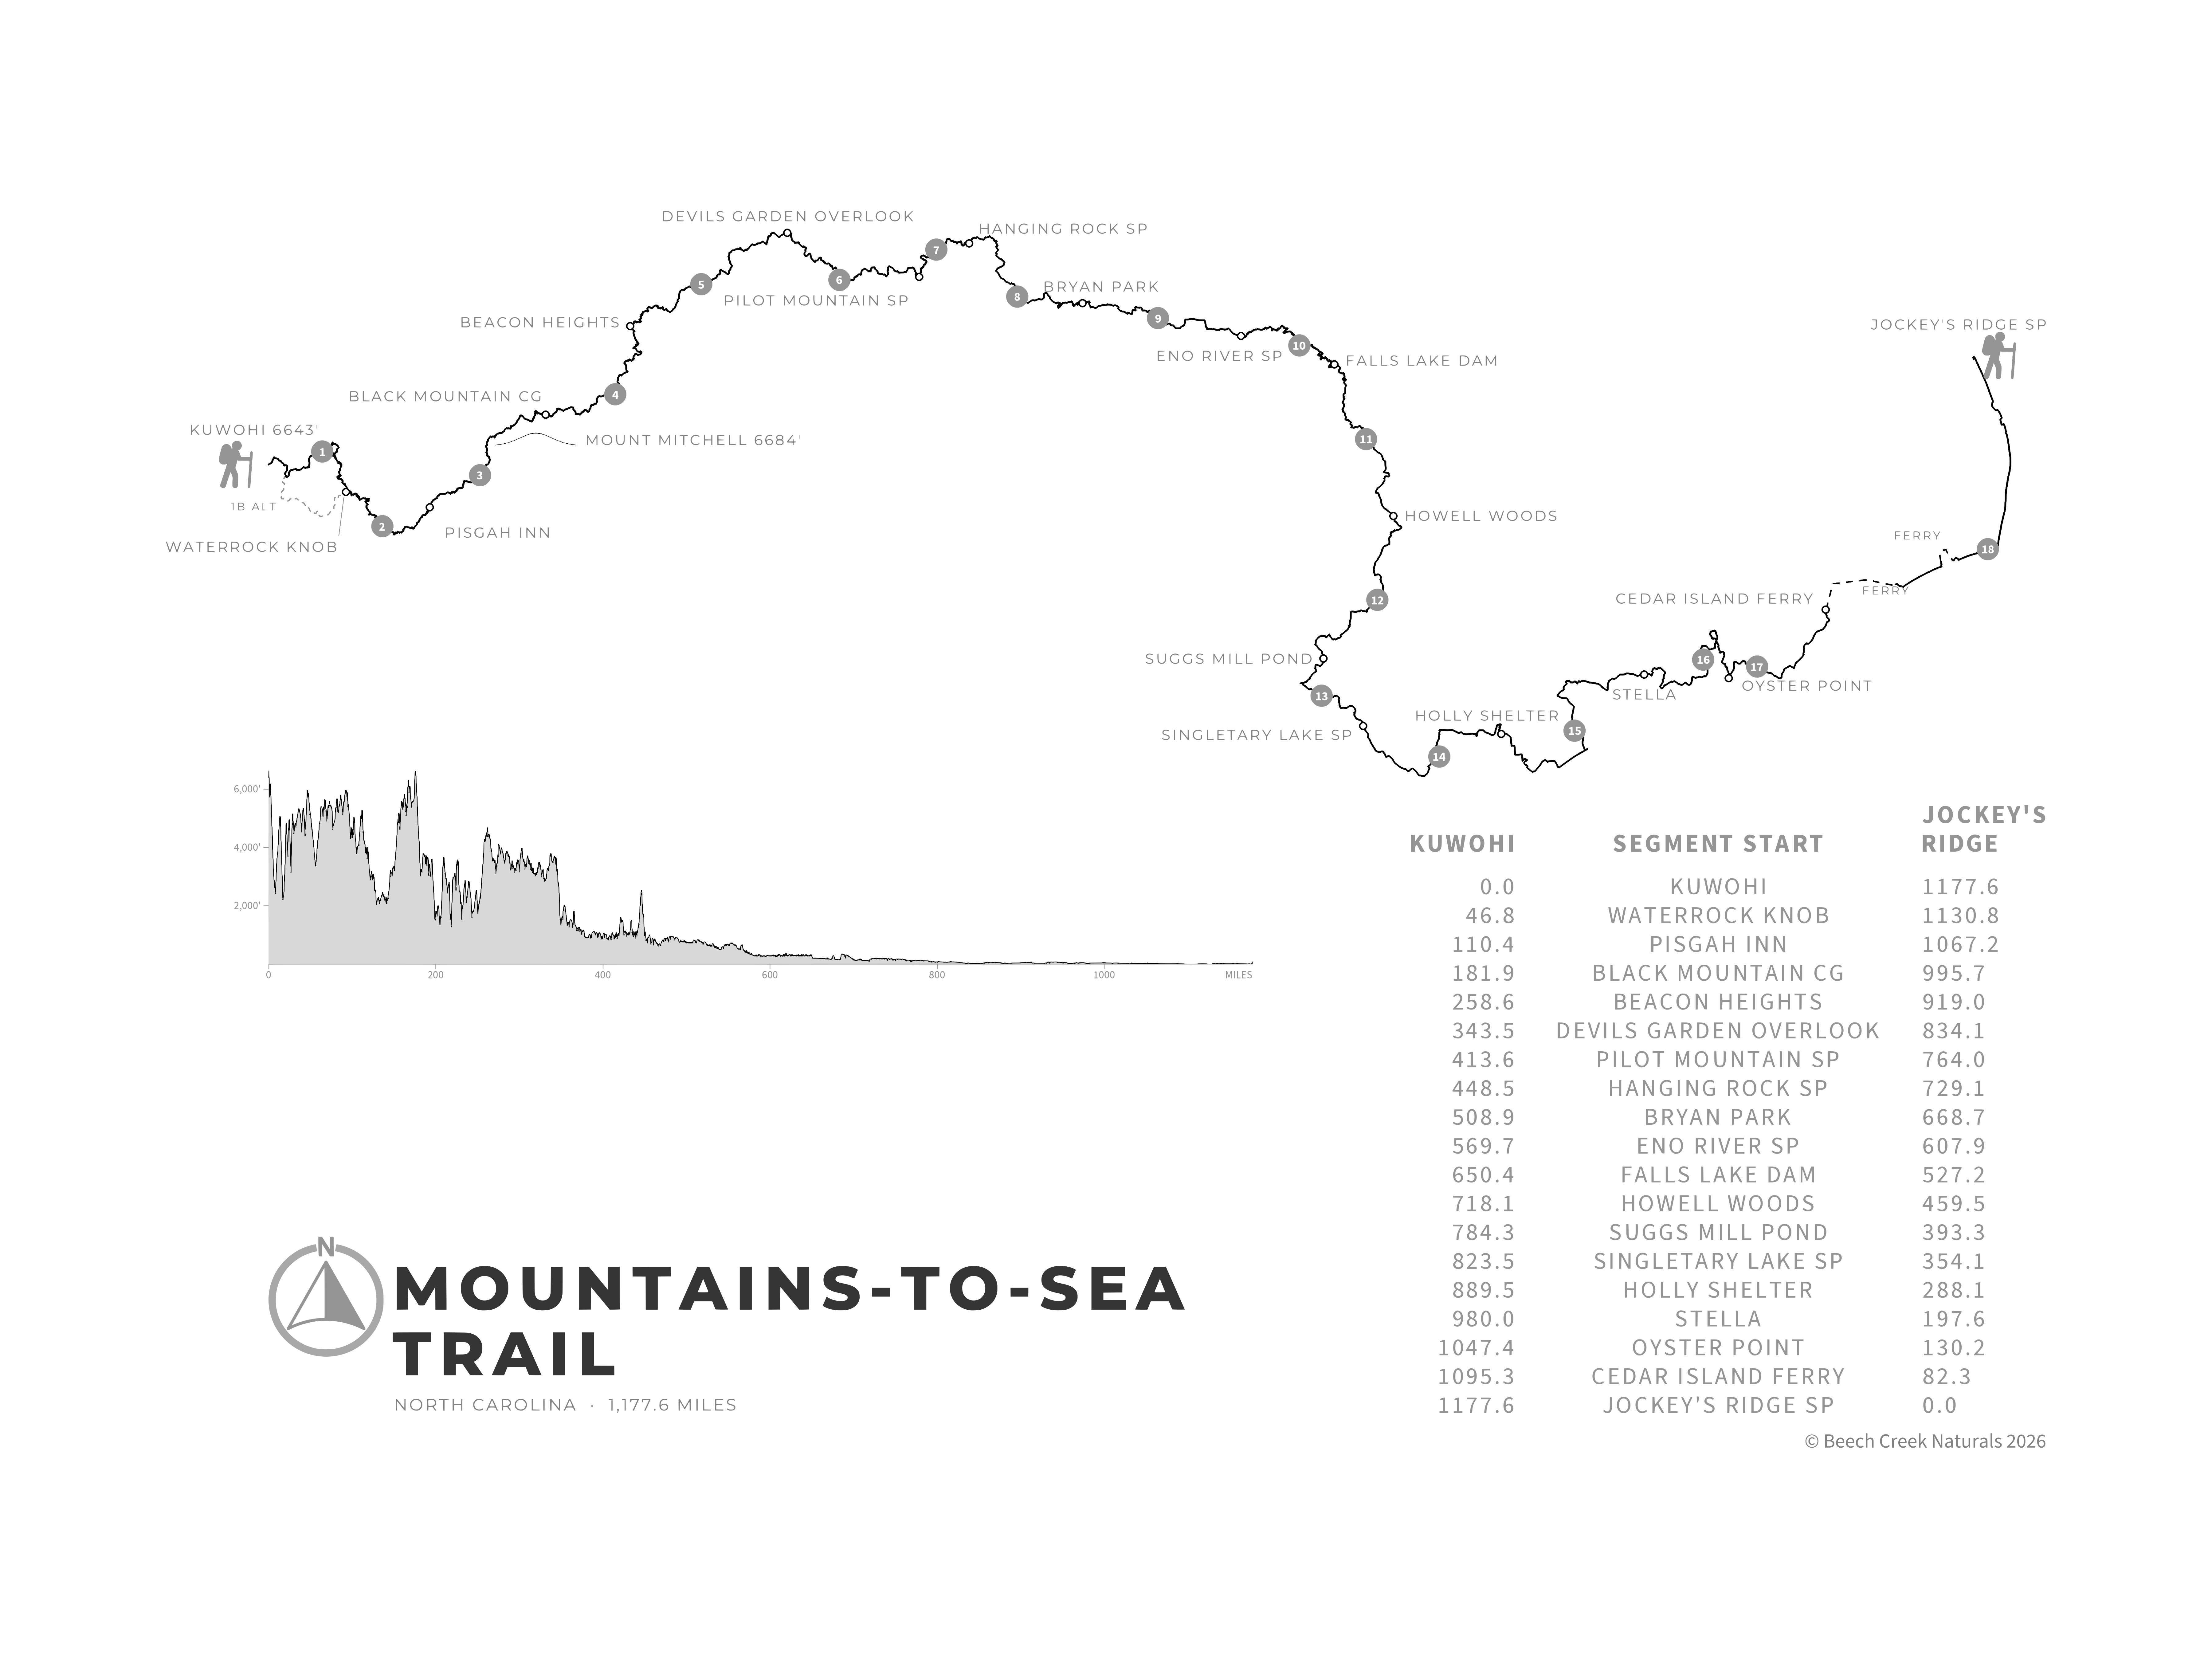 DEVILS GARDEN OVERLOOK
HANGING ROCK SP
7
6
5
PILOT MOUNTAIN SP
8
BRYAN PARK
9
BEACON HEIGHTS
JOCKEY'S RIDGE SP
10
ENO RIVER SP
FALLS LAKE DAM
4
BLACK MOUNTAIN CG
KUWOHI 6643'
1
MOUNT MITCHELL 6684'
11
3
1B ALT
2
PISGAH INN
WATERROCK KNOB
HOWELL WOODS
FERRY
18
FERRY
12
CEDAR ISLAND FERRY
SUGGS MILL POND
16
17
OYSTER POINT
STELLA
13
HOLLY SHELTER
15
SINGLETARY LAKE SP
14
6,000'
4,000'
2,000'
0 200 400 600 800 1000 MILES
KUWOHI SEGMENT START JOCKEY'S RIDGE
0.0 KUWOHI 1177.6
46.8 WATERROCK KNOB 1130.8
110.4 PISGAH INN 1067.2
181.9 BLACK MOUNTAIN CG 995.7
258.6 BEACON HEIGHTS 919.0
343.5 DEVILS GARDEN OVERLOOK 834.1
413.6 PILOT MOUNTAIN SP 764.0
448.5 HANGING ROCK SP 729.1
508.9 BRYAN PARK 668.7
569.7 ENO RIVER SP 607.9
650.4 FALLS LAKE DAM 527.2
718.1 HOWELL WOODS 459.5
784.3 SUGGS MILL POND 393.3
823.5 SINGLETARY LAKE SP 354.1
889.5 HOLLY SHELTER 288.1
980.0 STELLA 197.6
1047.4 OYSTER POINT 130.2
1095.3 CEDAR ISLAND FERRY 82.3
1177.6 JOCKEY'S RIDGE SP 0.0
N
MOUNTAINS-TO-SEA
TRAIL
NORTH CAROLINA · 1,177.6 MILES
© Beech Creek Naturals 2026